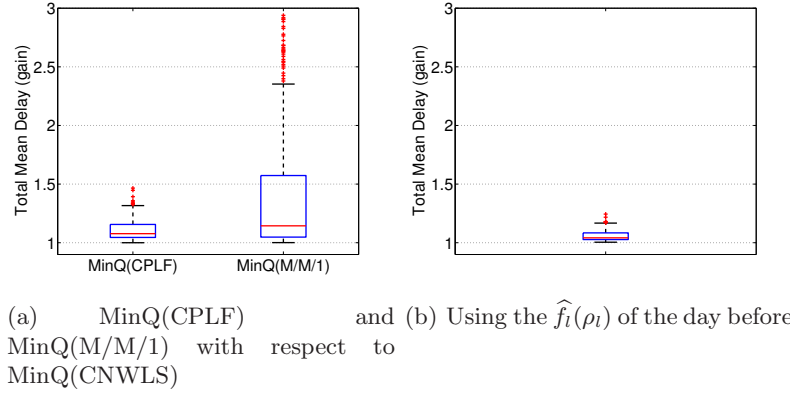 3
2.5
2
1.5
1
Total Mean Delay (gain)
MinQ(CPLF) MinQ(M/M/1)
3
2.5
2
1.5
1
Total Mean Delay (gain)
(a) MinQ(CPLF) and
MinQ(M/M/1) with respect to
MinQ(CNWLS)
(b) Using the $\widehat{f}_l(\rho_l)$ of the day before